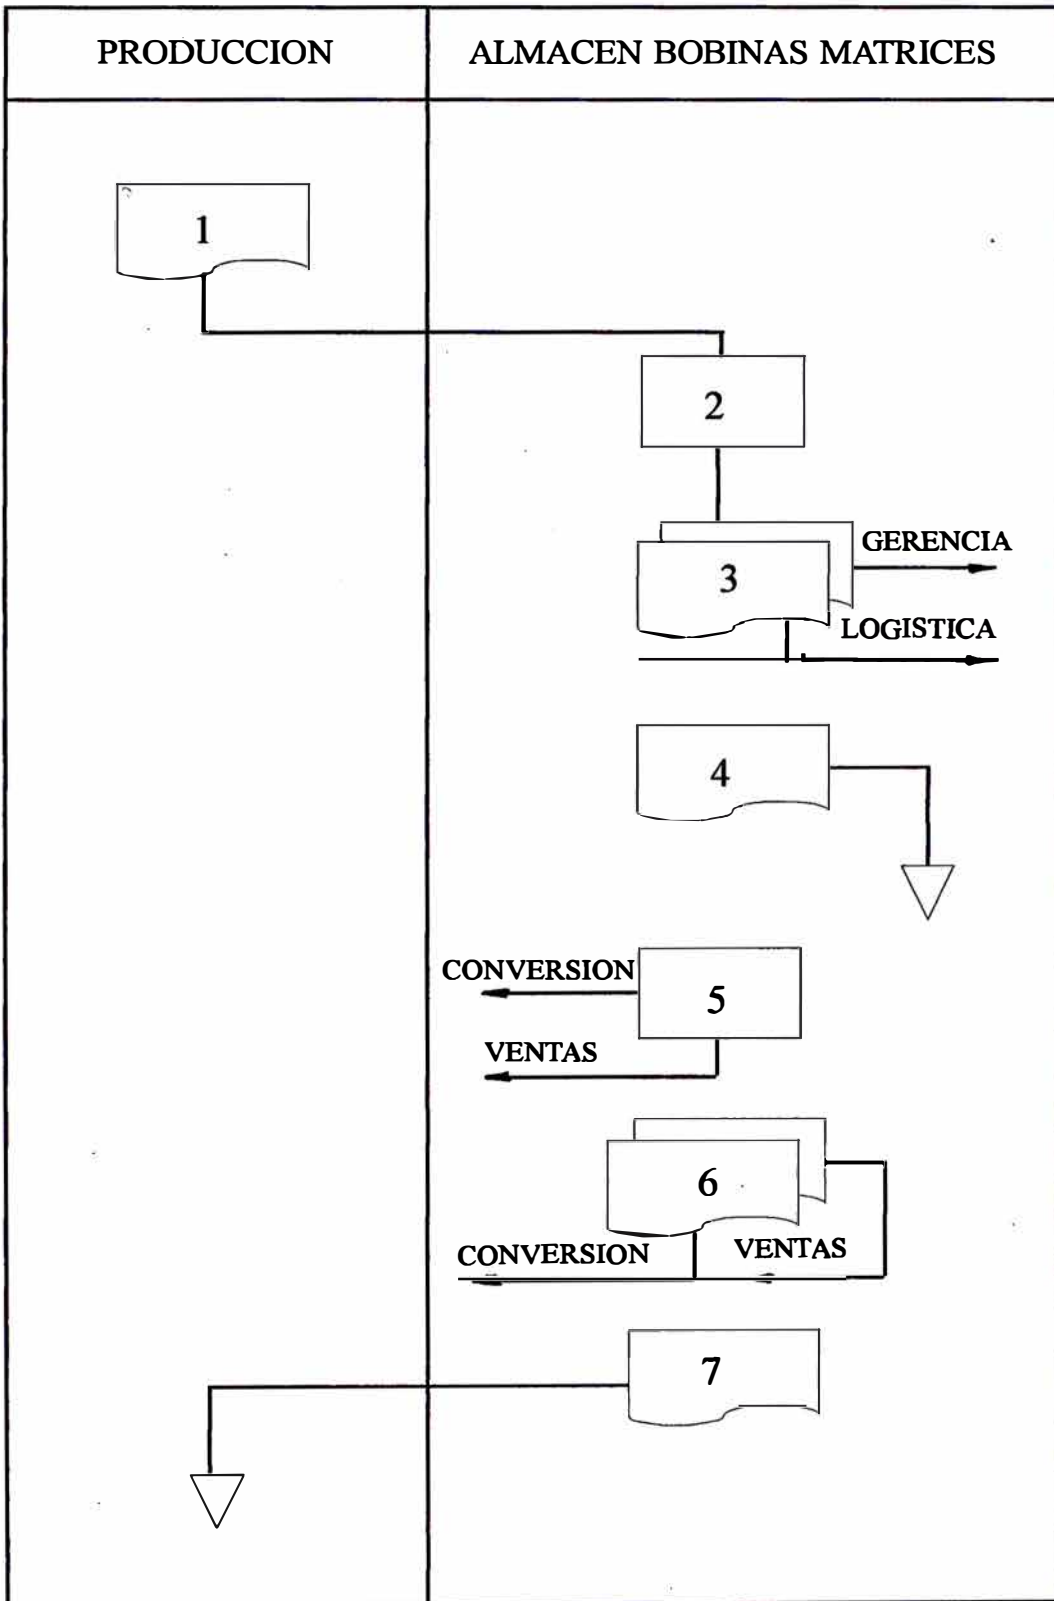 PRODUCCION
ALMACEN BOBINAS MATRICES
1
2
3
GERENCIA
LOGISTICA
4
CONVERSION
5
VENTAS
6
CONVERSION
VENTAS
7